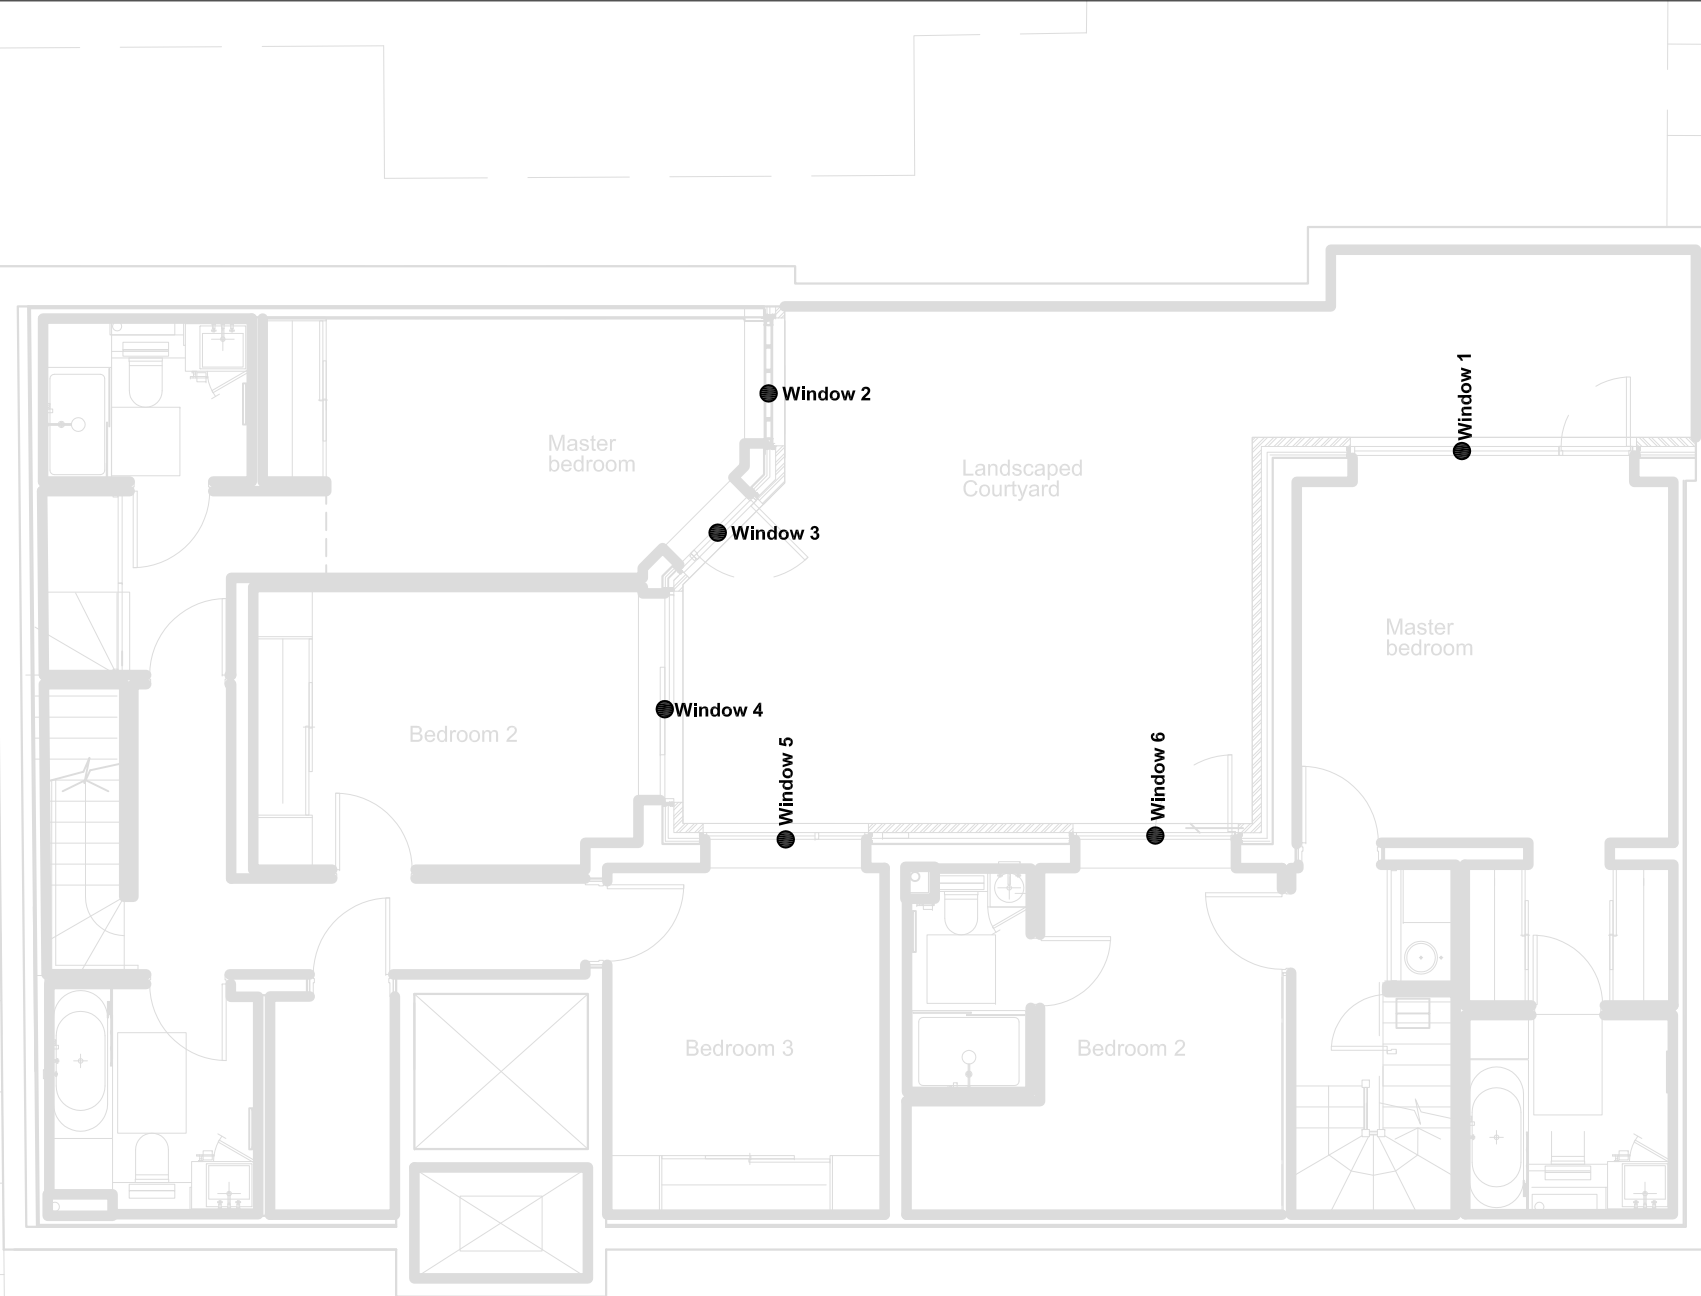 Window 1
Window 2
Master
bedroom
Landscaped
Courtyard
Window 3
Master
bedroom
Window 4
Bedroom 2
Window 5
Window 6
Bedroom 3
Bedroom 2